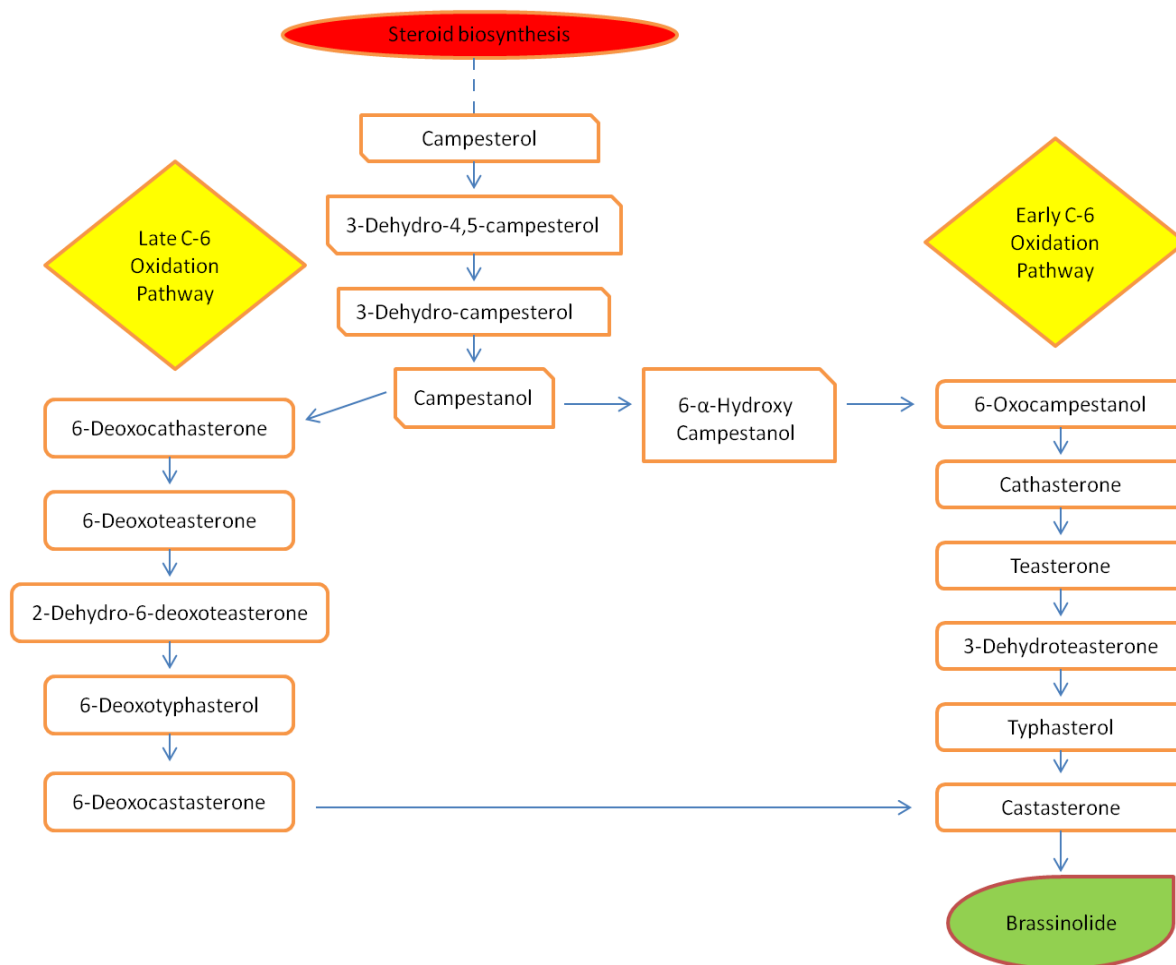 Steroid biosynthesis
Campesterol
3-Dehydro-4,5-campesterol
3-Dehydro-campesterol
Campestanol
6-α-Hydroxy
Campestanol
Late C-6
Oxidation
Pathway
6-Deoxocathasterone
6-Deoxoteasterone
2-Dehydro-6-deoxoteasterone
6-Deoxotyphasterol
6-Deoxocastasterone
Early C-6
Oxidation
Pathway
6-Oxocampestanol
Cathasterone
Teasterone
3-Dehydroteasterone
Typhasterol
Castasterone
Brassinolide